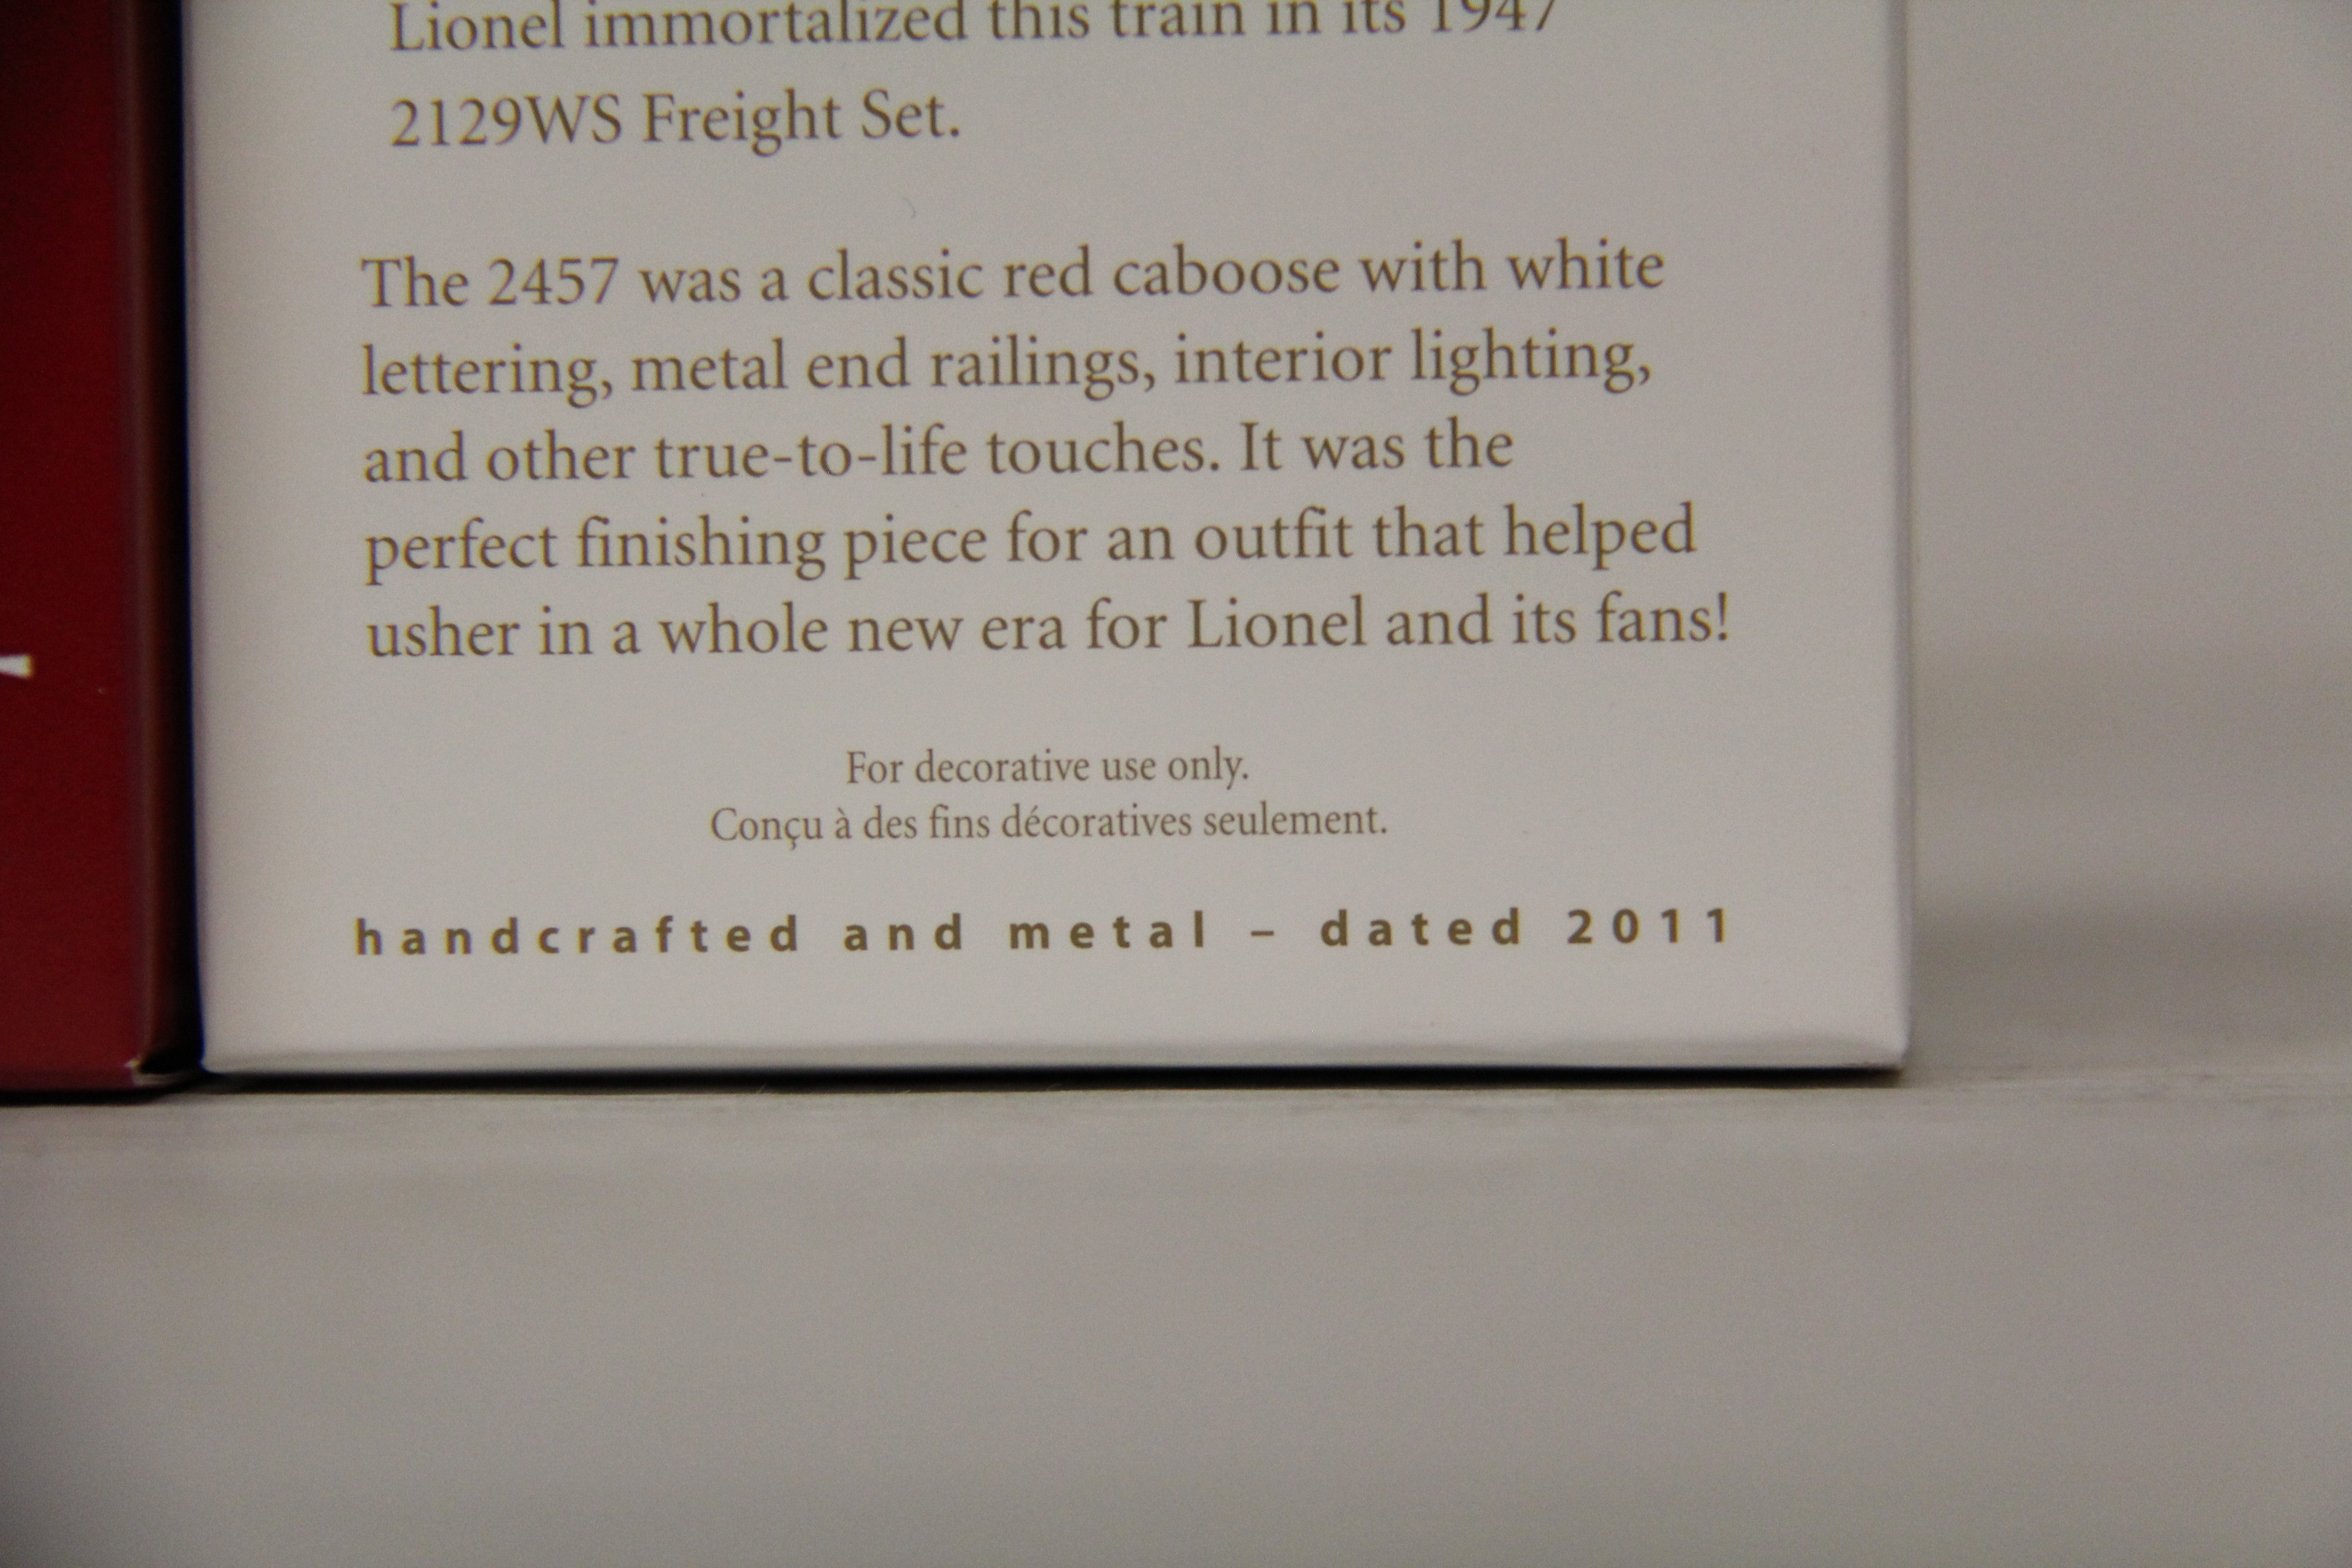 Lionel immortalized this train in its 1947
2129WS Freight Set.
The 2457 was a classic red caboose with white
lettering, metal end railings, interior lighting,
and other true-to-life touches. It was the
perfect finishing piece for an outfit that helped
usher in a whole new era for Lionel and its fans!
For decorative use only.
Conçu à des fins décoratives seulement.
handcrafted and metal – dated 2011